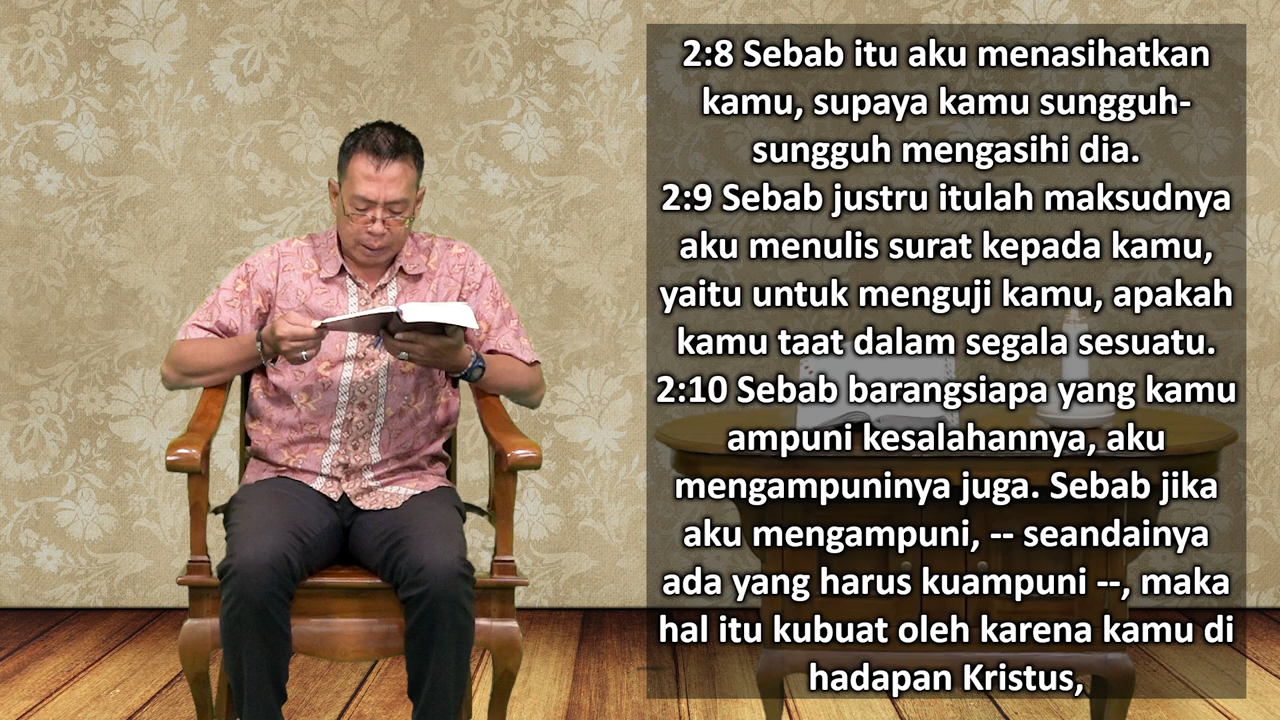 2:8 Sebab itu aku menasihatkan
kamu, supaya kamu sungguh-
sungguh mengasihi dia.
2:9 Sebab justru itulah maksudnya
aku menulis surat kepada kamu,
yaitu untuk menguji kamu, apakah
kamu taat dalam segala sesuatu.
2:10 Sebab barangsiapa yang kamu
ampuni kesalahannya, aku
mengampuninya juga. Sebab jika
aku mengampuni, -- seandainya
ada yang harus kuampuni --, maka
hal itu kubuat oleh karena kamu di
hadapan Kristus,